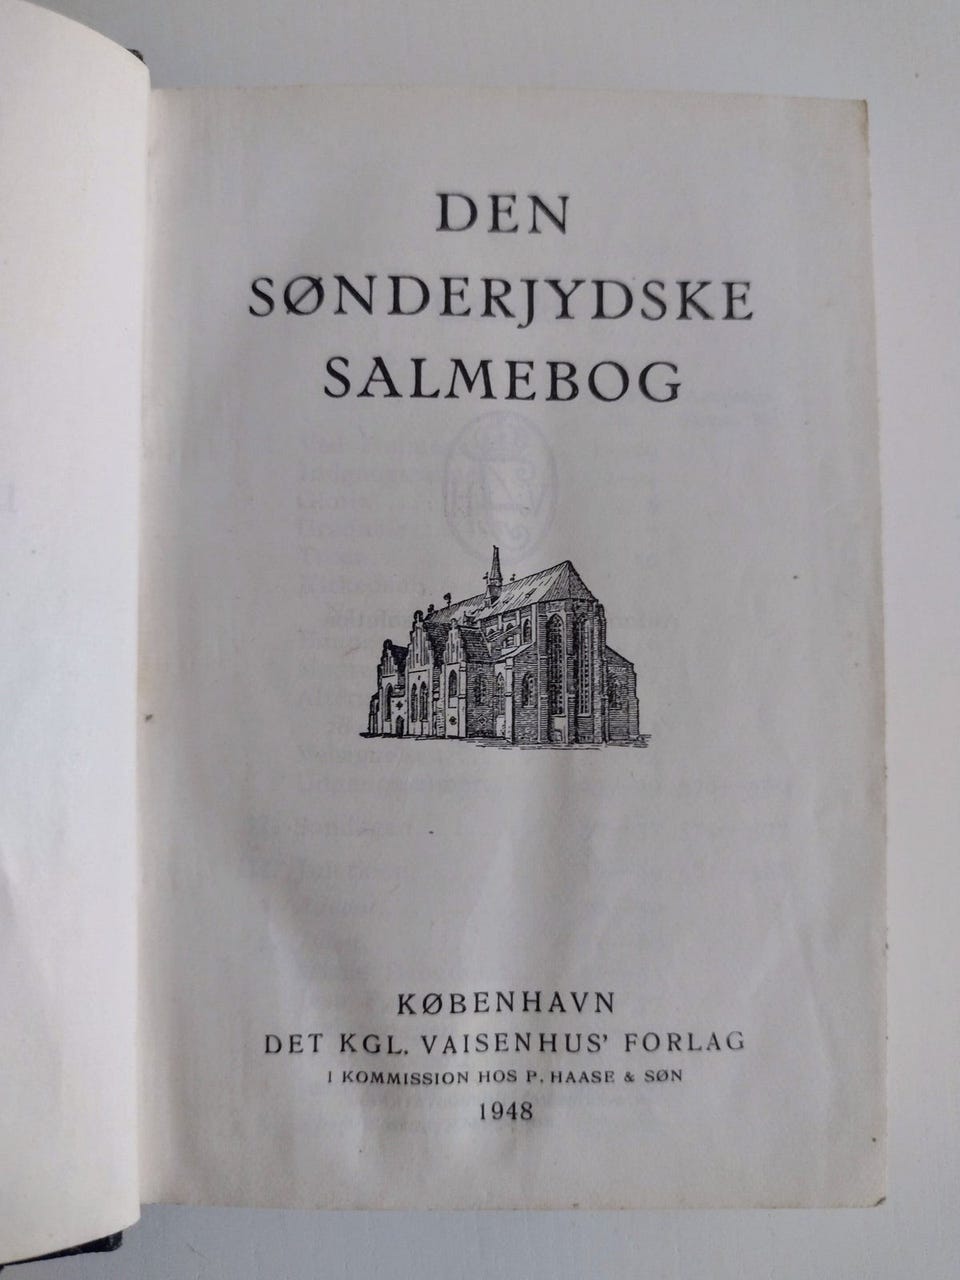 DEN
SØNDERJYDSKE
SALMEBOG
KØBENHAVN
DET KGL. VAISENHUS' FORLAG
I KOMMISSION HOS P. HAASE & SØN
1948